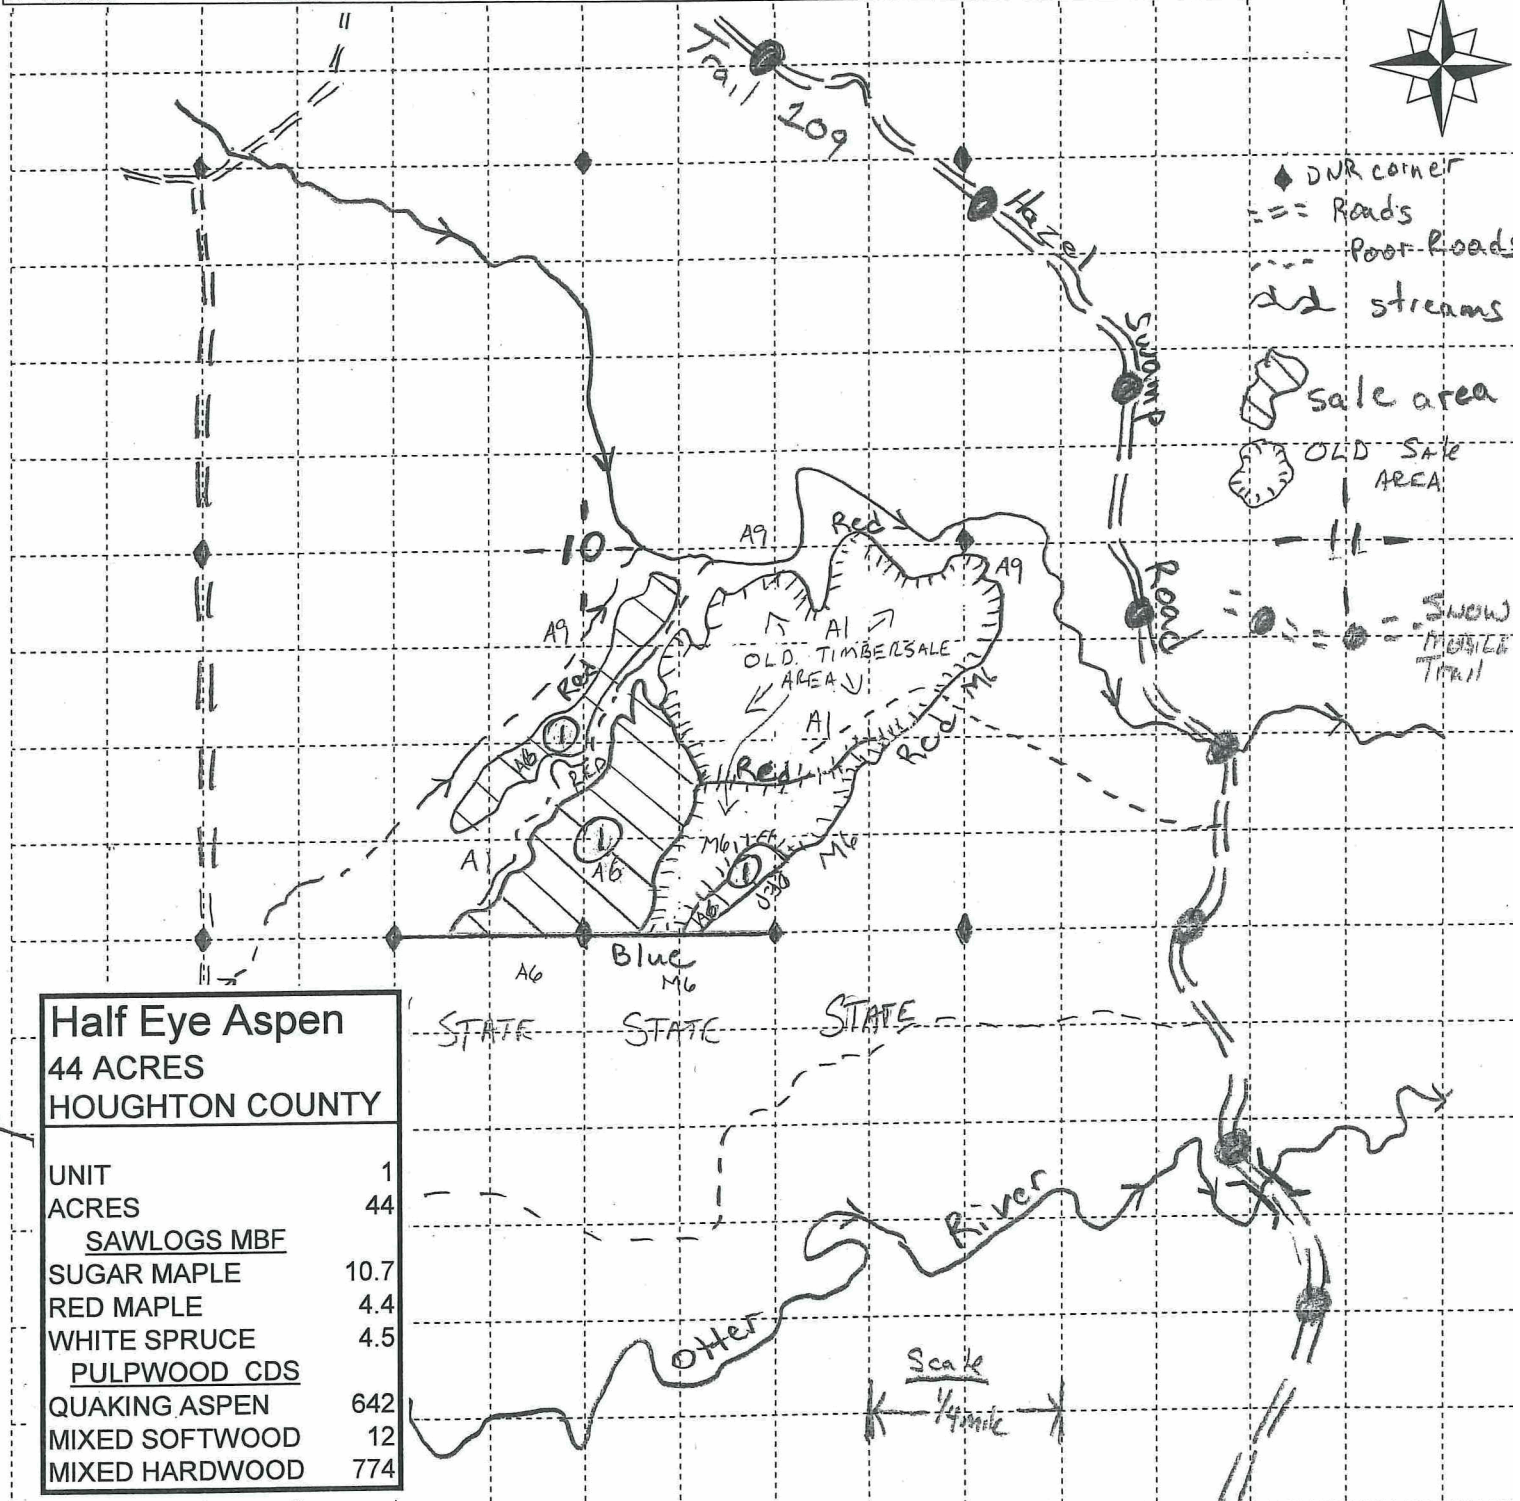 Trail
109
Hazel
Swamp
Road
DNR corner
Roads
Poor Roads
streams
Sale area
OLD SAle
AREA
11
SNOW
MOBILE
Trail
10
A9
Red
A9
A9
Red
A1
OLD. TIMBERSALE
AREA
A1
M6
Red
Red
1
A6
RED
1
A6
A1
M6
M6
1
A6
Blue
A6
M6
STATE
STATE
STATE
Half Eye Aspen
44 ACRES
HOUGHTON COUNTY
UNIT 1
ACRES 44
SAWLOGS MBF
SUGAR MAPLE 10.7
RED MAPLE 4.4
WHITE SPRUCE 4.5
PULPWOOD CDS
QUAKING ASPEN 642
MIXED SOFTWOOD 12
MIXED HARDWOOD 774
River
Otter
Scale
1/4 mile